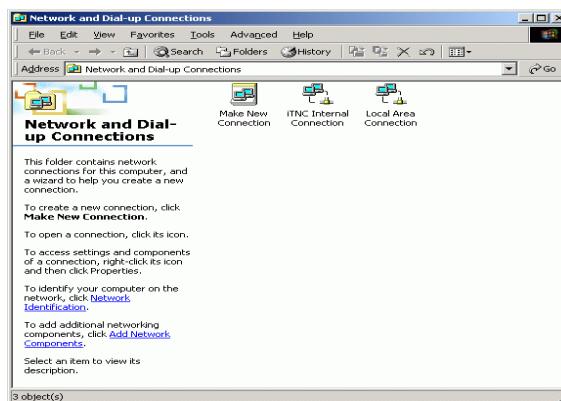 Network and Dial-up Connections
File Edit View Favorites Tools Advanced Help
Back Search Folders History
Address Network and Dial-up Connections Go
Network and Dial-
up Connections
This folder contains network
connections for this computer, and
a wizard to help you create a new
connection.
To create a new connection, click
Make New Connection.
To open a connection, click its icon.
To access settings and components
of a connection, right-click its icon
and then click Properties.
To identify your computer on the
network, click Network
Identification.
To add additional networking
components, click Add Network
Components.
Select an item to view its
description.
Make New
Connection
iTNC Internal
Connection
Local Area
Connection
3 object(s)